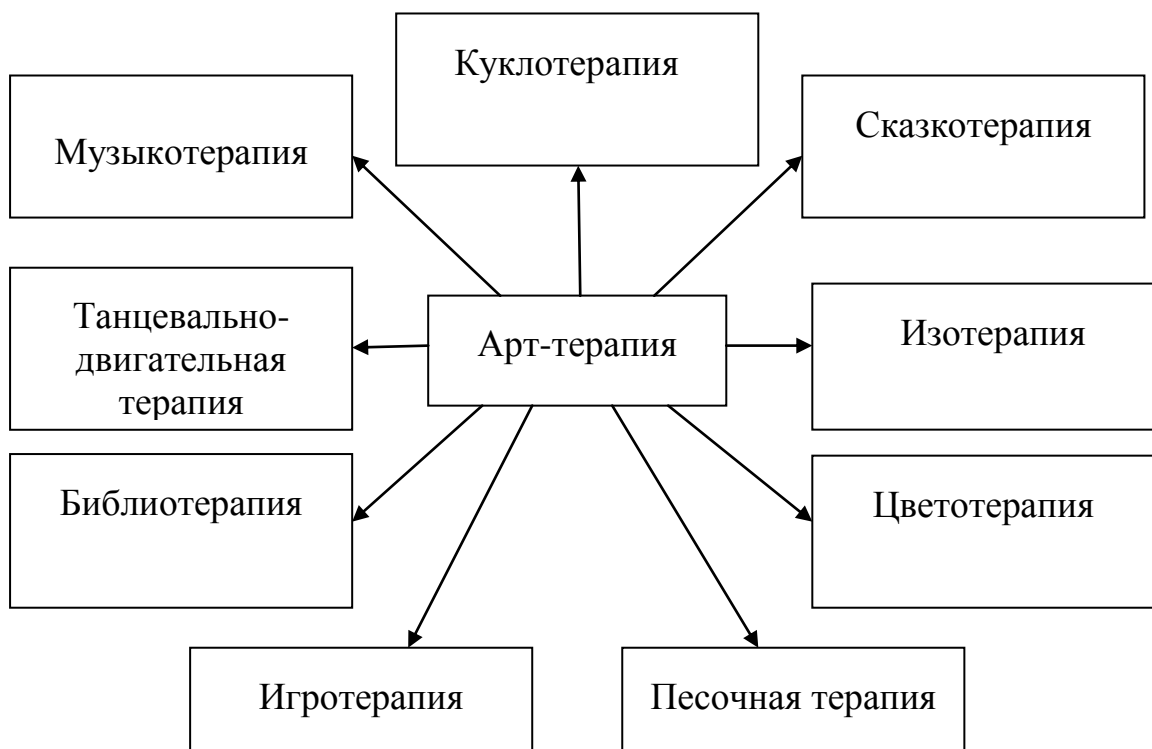 Куклотерапия
Музыкотерапия
Сказкотерапия
Танцевально-
двигательная
терапия
Арт-терапия
Изотерапия
Библиотерапия
Цветотерапия
Игротерапия
Песочная терапия